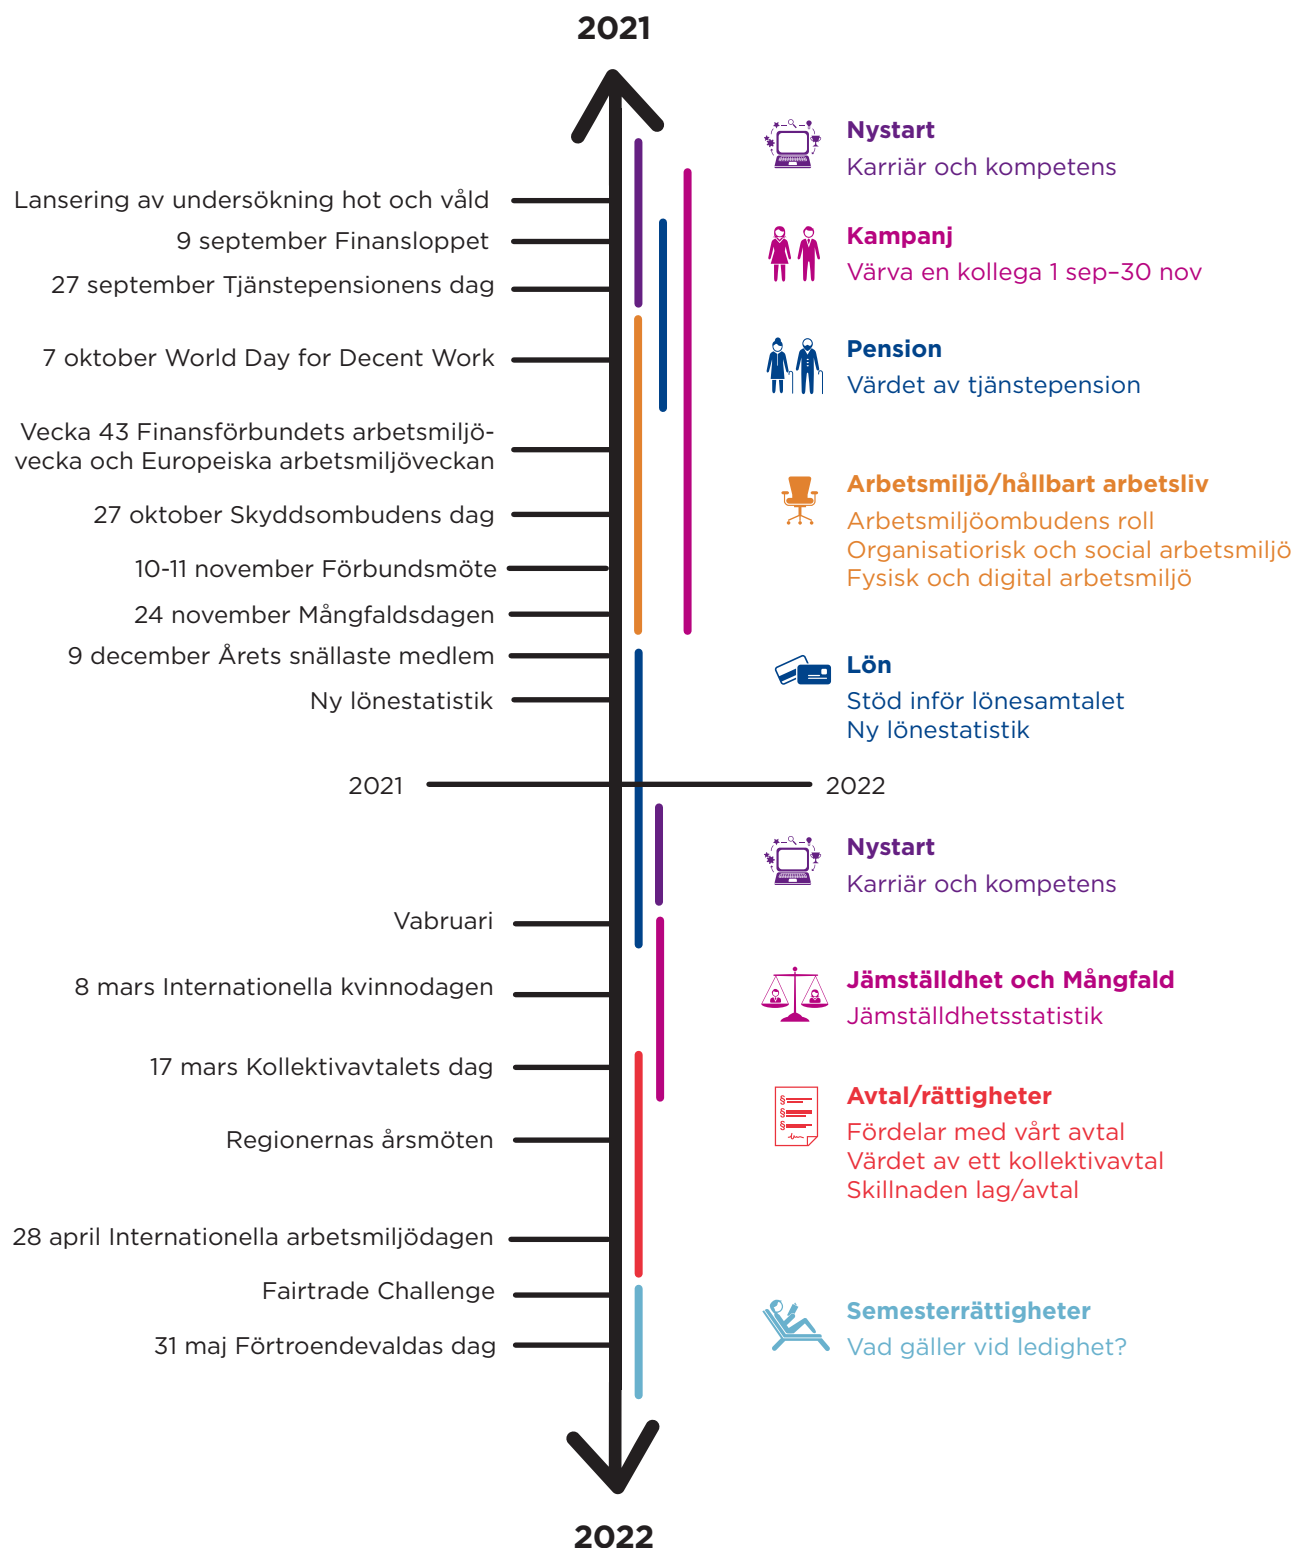 2021
Lansering av undersökning hot och våld
9 september Finansloppet
27 september Tjänstepensionens dag
7 oktober World Day for Decent Work
Vecka 43 Finansförbundets arbetsmiljö-
vecka och Europeiska arbetsmiljöveckan
27 oktober Skyddsombudens dag
10-11 november Förbundsmöte
24 november Mångfaldsdagen
9 december Årets snällaste medlem
Ny lönestatistik
Nystart
Karriär och kompetens
Kampanj
Värva en kollega 1 sep–30 nov
Pension
Värdet av tjänstepension
Arbetsmiljö/hållbart arbetsliv
Arbetsmiljöombudens roll
Organisatiorisk och social arbetsmiljö
Fysisk och digital arbetsmiljö
Lön
Stöd inför lönesamtalet
Ny lönestatistik
2021
2022
Vabruari
8 mars Internationella kvinnodagen
17 mars Kollektivavtalets dag
Regionernas årsmöten
28 april Internationella arbetsmiljödagen
Fairtrade Challenge
31 maj Förtroendevaldas dag
Nystart
Karriär och kompetens
Jämställdhet och Mångfald
Jämställdhetsstatistik
Avtal/rättigheter
Fördelar med vårt avtal
Värdet av ett kollektivavtal
Skillnaden lag/avtal
Semesterrättigheter
Vad gäller vid ledighet?
2022